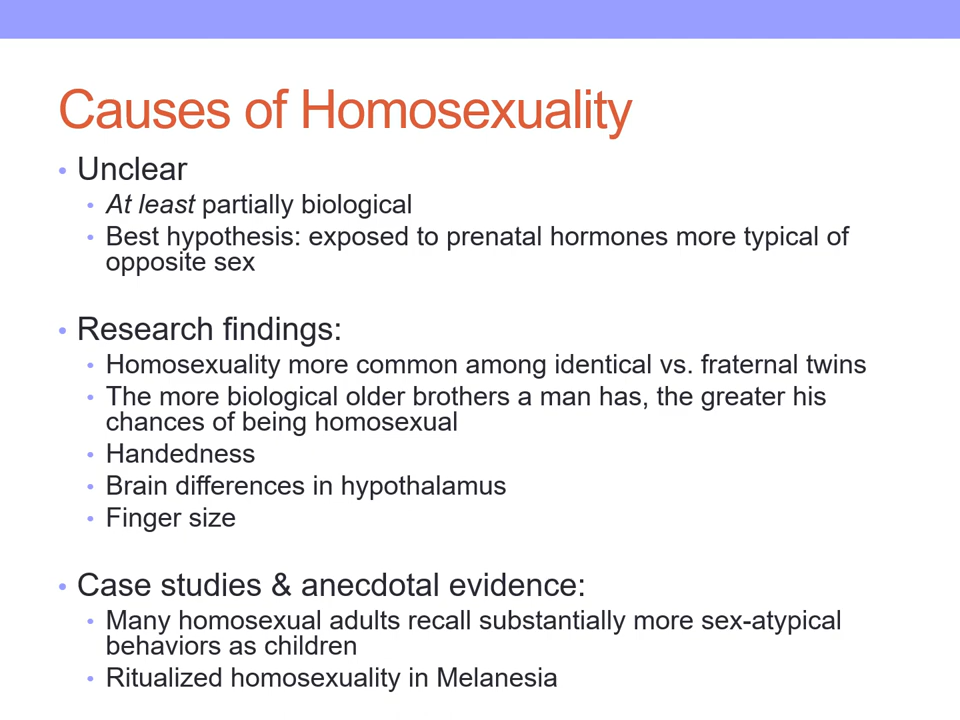 Causes of Homosexuality
• Unclear
• At least partially biological
• Best hypothesis: exposed to prenatal hormones more typical of
opposite sex
• Research findings:
• Homosexuality more common among identical vs. fraternal twins
• The more biological older brothers a man has, the greater his
chances of being homosexual
• Handedness
• Brain differences in hypothalamus
• Finger size
• Case studies & anecdotal evidence:
• Many homosexual adults recall substantially more sex-atypical
behaviors as children
• Ritualized homosexuality in Melanesia